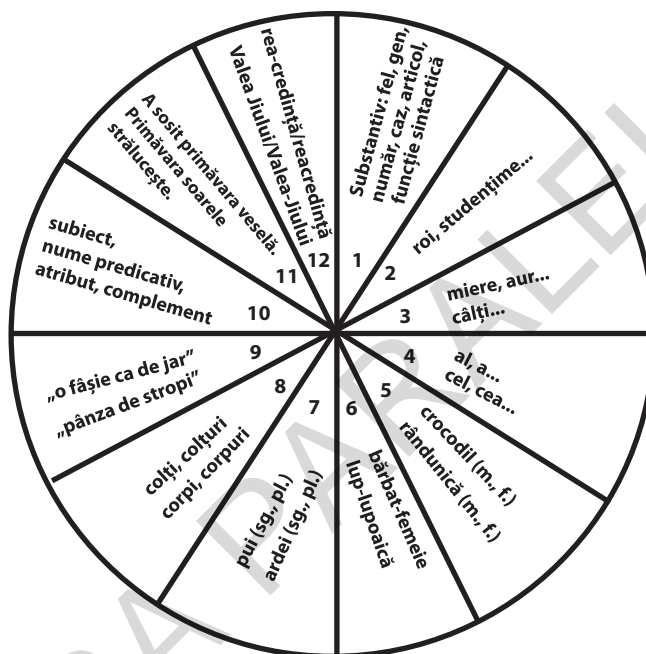 Substantiv: fel, gen,
număr, caz, articol,
funcție sintactică
1
roi, studențime...
2
miere, aur...
câlți...
3
al, a...
cel, cea...
4
crocodil (m., f.)
rândunică (m., f.)
5
bărbat-femeie
lup-lupoaică
6
pui (sg., pl.)
ardei (sg., pl.)
7
colți, colțuri
corpi, corpuri
8
„o fâșie ca de jar”
„pânza de stropi”
9
subiect,
nume predicativ,
atribut, complement
10
A sosit primăvara veselă.
Primăvara soarele
strălucește.
11
rea-credință/reacredință
Valea Jiului/Valea-Jiului
12
PARALEL